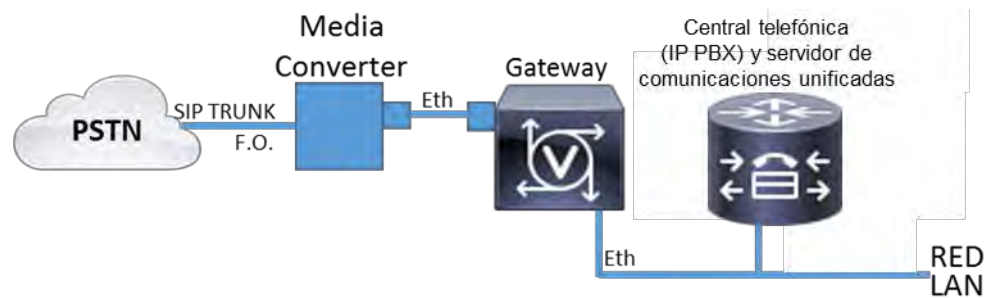 Media
Converter
Central telefónica
(IP PBX) y servidor de
comunicaciones unificadas
Gateway
Eth
SIP TRUNK
PSTN
F.O.
V
Eth
RED
LAN